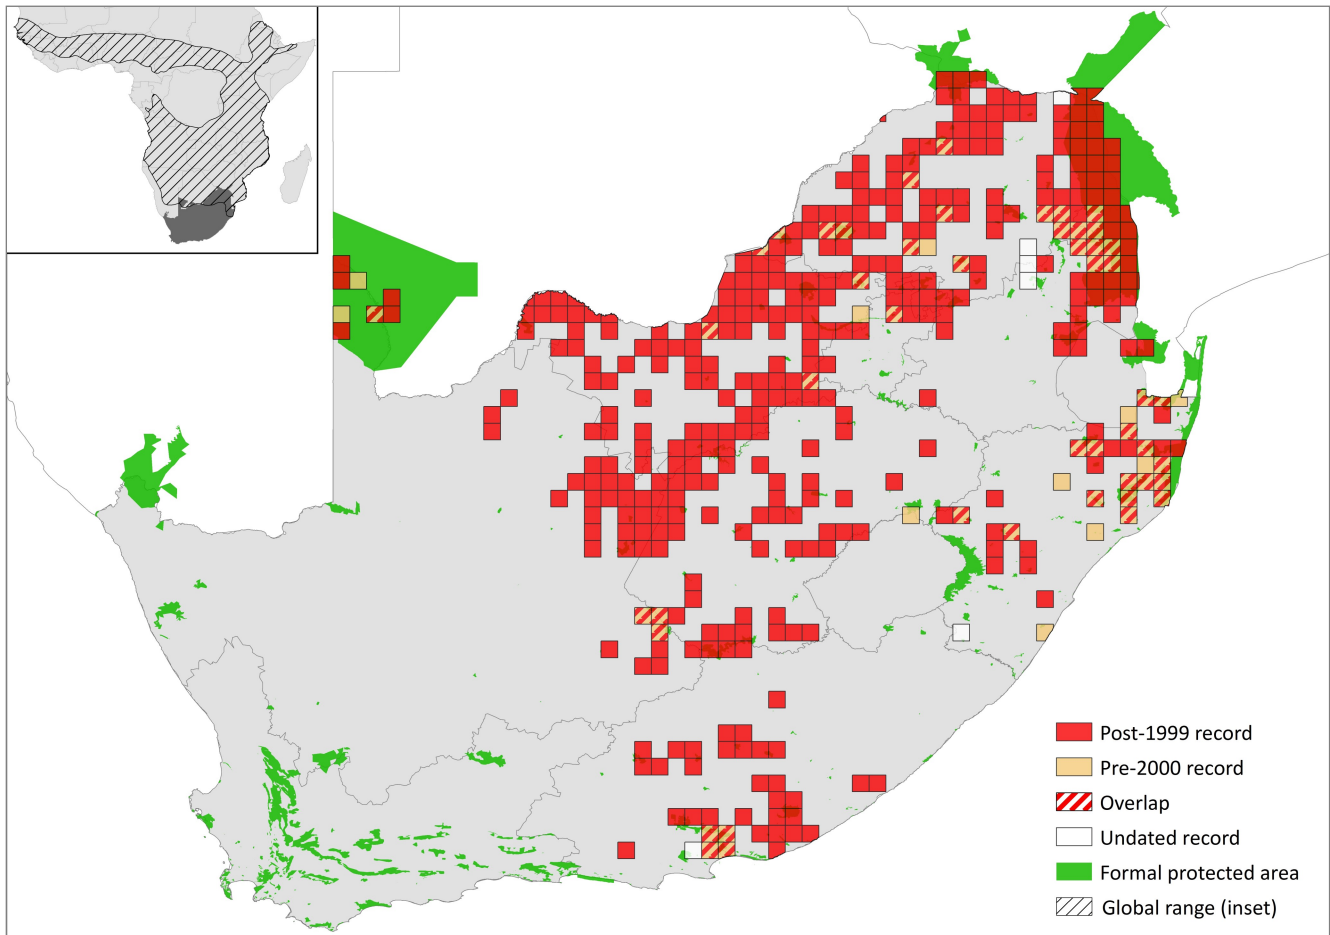 Post-1999 record
Pre-2000 record
Overlap
Undated record
Formal protected area
Global range (inset)